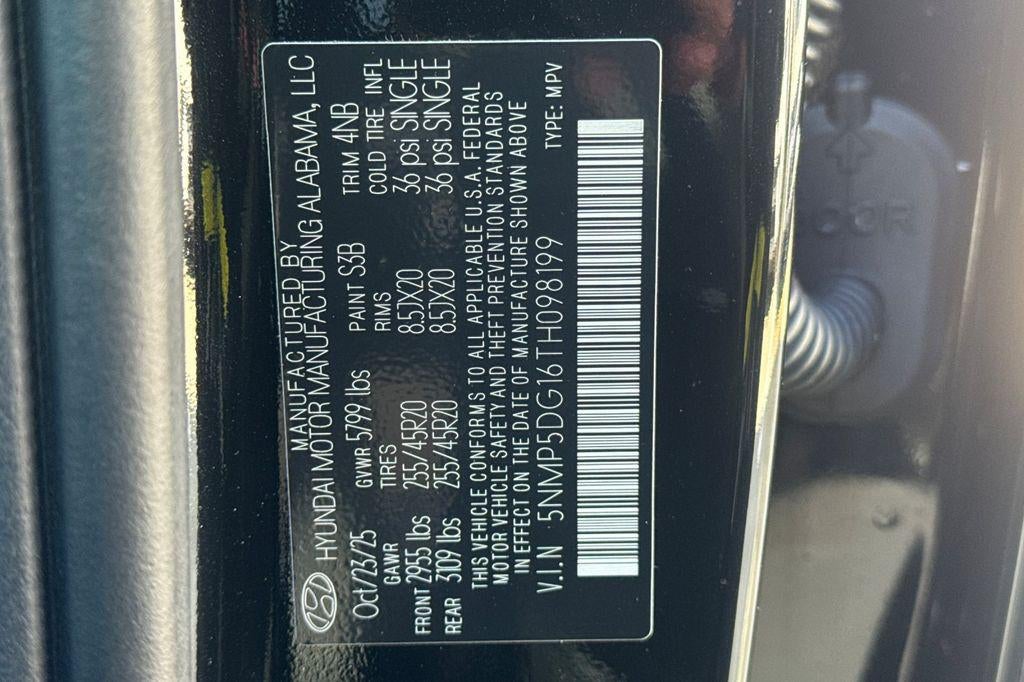 MANUFACTURED BY
HYUNDAI MOTOR MANUFACTURING ALABAMA, LLC
Oct/23/25 GVWR 5799 lbs PAINT S3B TRIM 4NB
GAWR TIRES RIMS COLD TIRE INFL
FRONT 2955 lbs 255/45R20 8.5JX20 36 psi SINGLE
REAR 3109 lbs 255/45R20 8.5JX20 36 psi SINGLE
THIS VEHICLE CONFORMS TO ALL APPLICABLE U.S.A. FEDERAL
MOTOR VEHICLE SAFETY AND THEFT PREVENTION STANDARDS
IN EFFECT ON THE DATE OF MANUFACTURE SHOWN ABOVE
V.I.N 5NMP5DG16TH098199 TYPE: MPV
DOOR